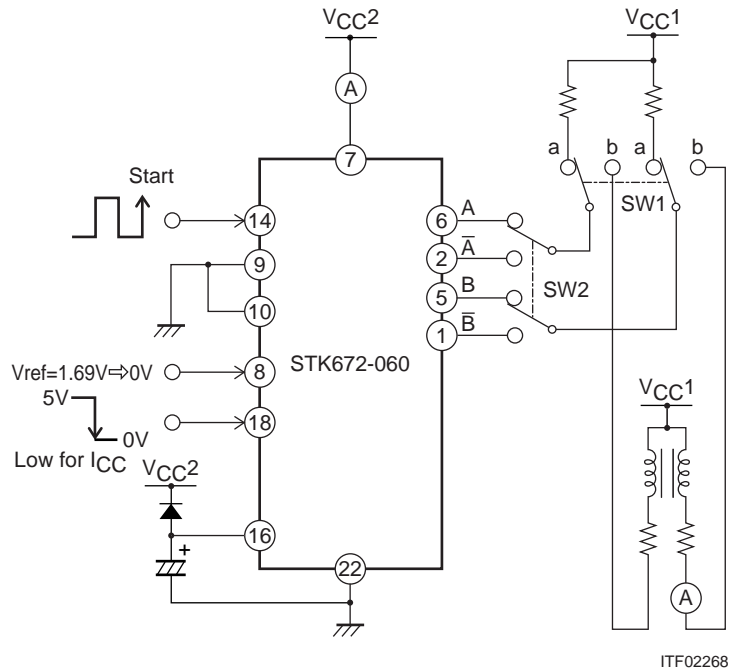 VCC2
VCC1
A
7
a
b
a
b
Start
SW1
14
6
A
9
2
A̅
SW2
5
B
10
1
B̅
STK672-060
Vref=1.69V⇨0V
8
5V
18
0V
Low for ICC
VCC1
VCC2
16
+
22
A
ITF02268